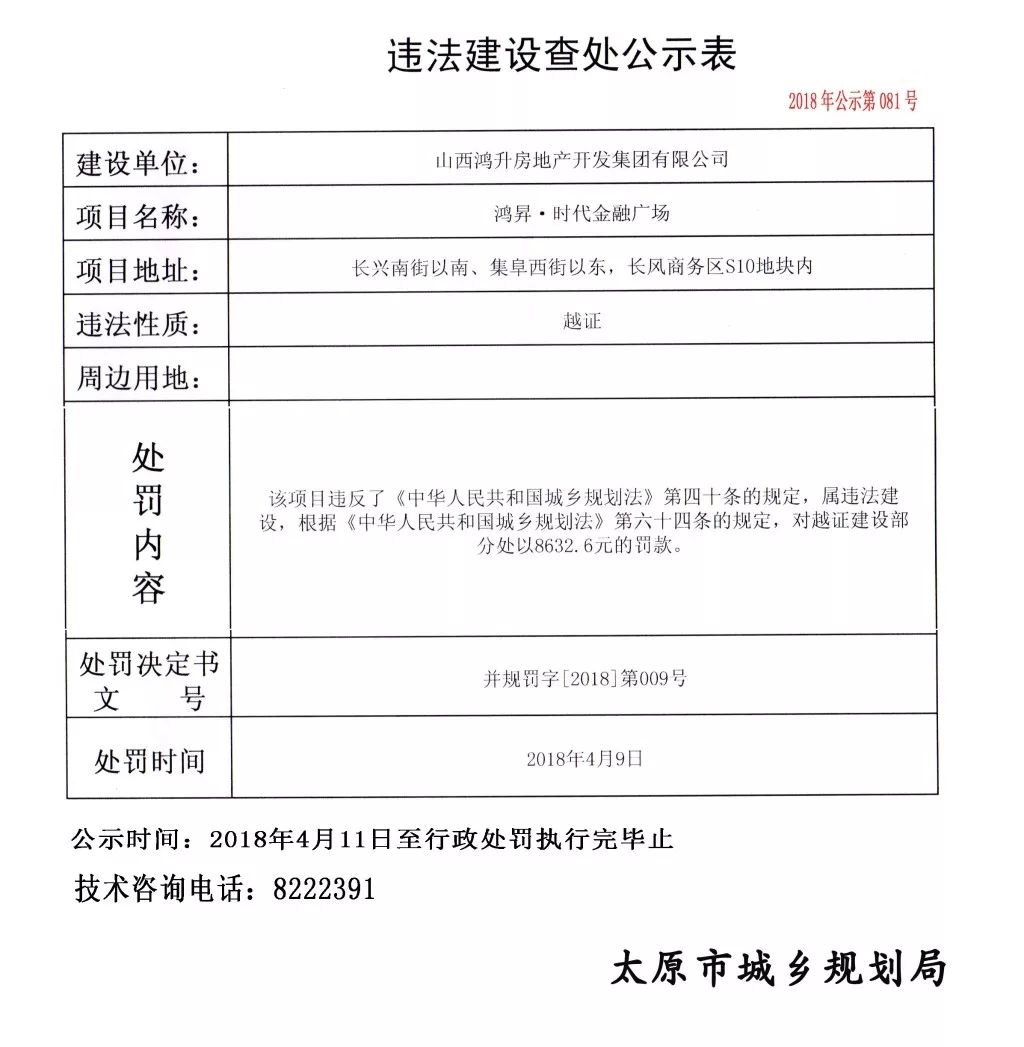 违法建设查处公示表
2018年公示第081号
建设单位：
山西鸿升房地产开发集团有限公司
项目名称：
鸿昇·时代金融广场
项目地址：
长兴南街以南、集阜西街以东，长风商务区S10地块内
违法性质：
越证
周边用地：
处
罚
内
容
该项目违反了《中华人民共和国城乡规划法》第四十条的规定，属违法建
设，根据《中华人民共和国城乡规划法》第六十四条的规定，对越证建设部
分处以8632.6元的罚款。
处罚决定书
文 号
并规罚字[2018]第009号
处罚时间
2018年4月9日
公示时间：2018年4月11日至行政处罚执行完毕止
技术咨询电话：8222391
太原市城乡规划局